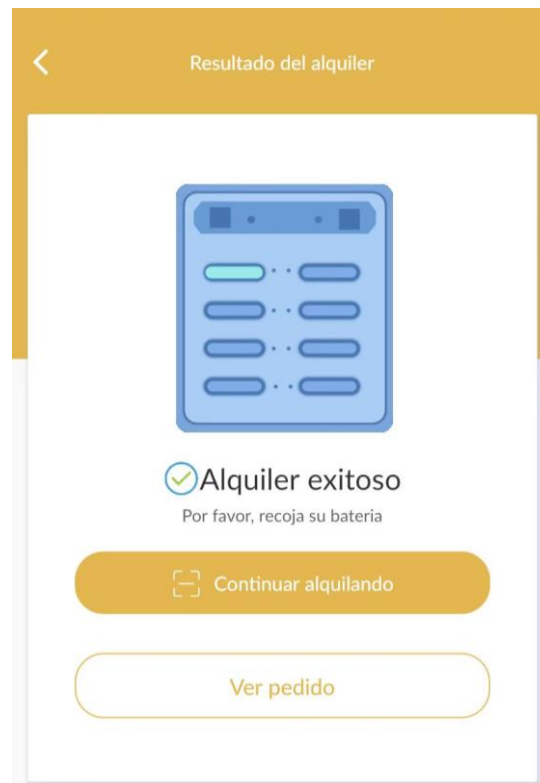 Resultado del alquiler
Alquiler exitoso
Por favor, recoja su bateria
Continuar alquilando
Ver pedido